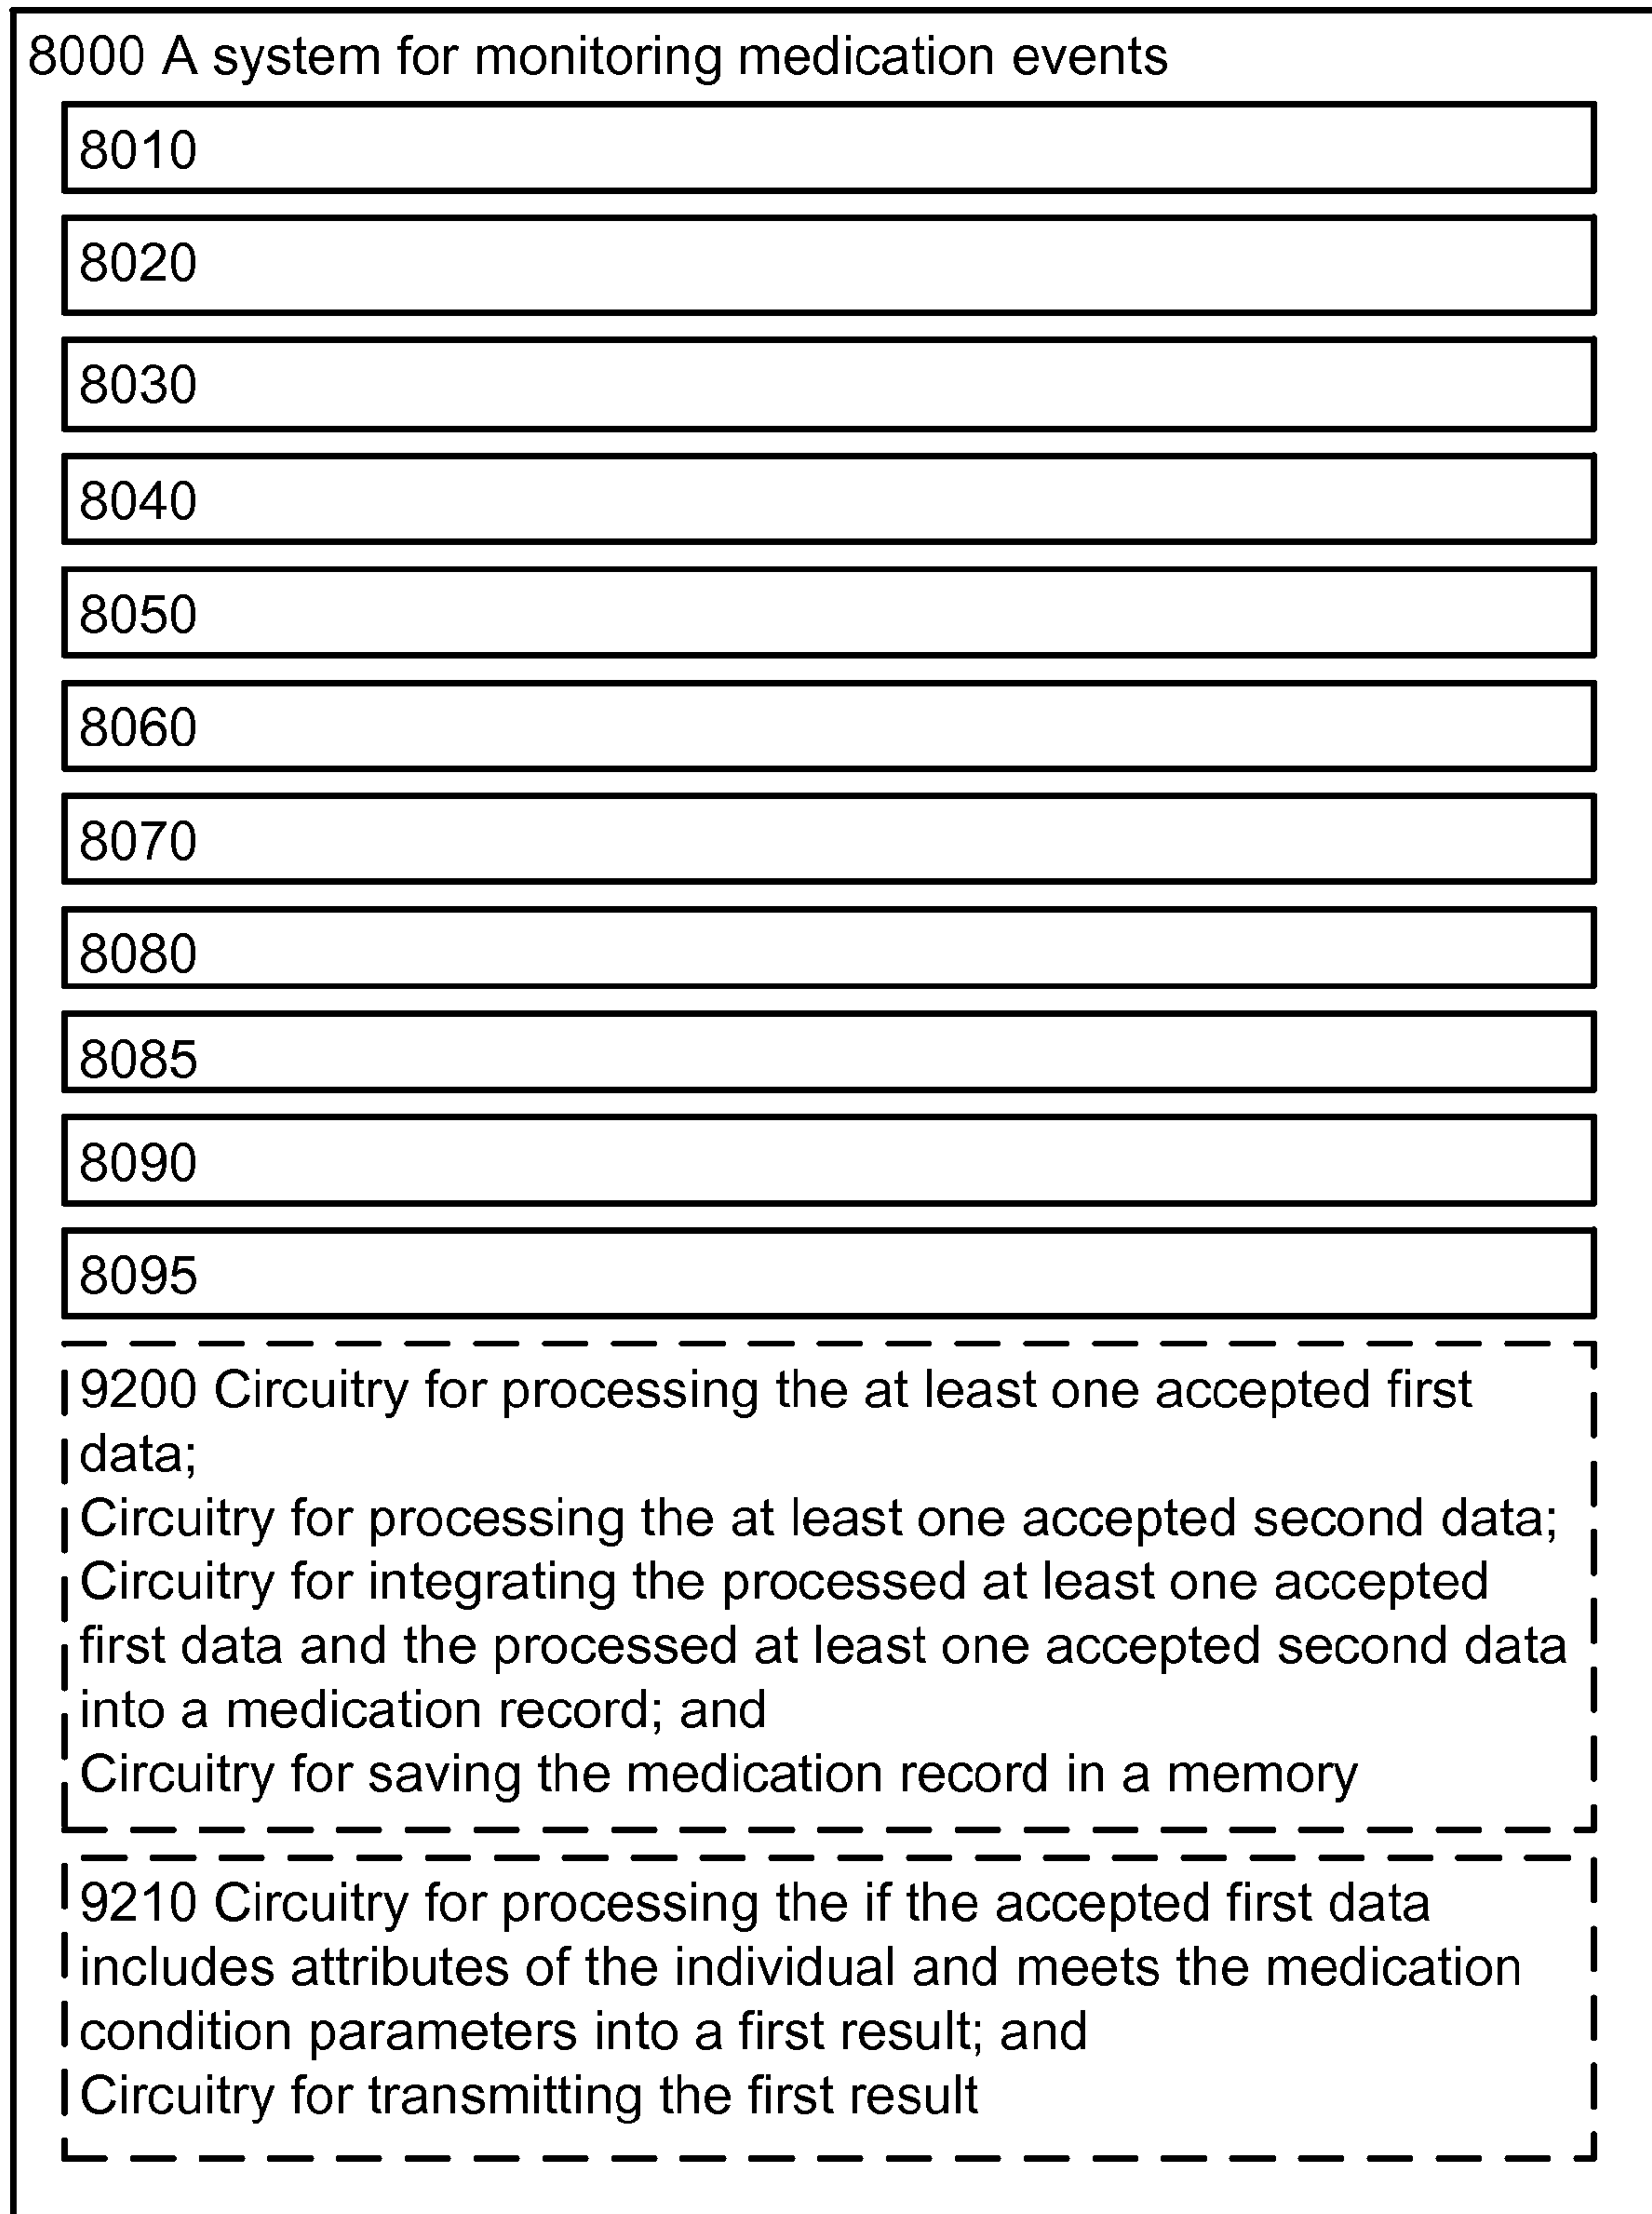 8000 A system for monitoring medication events
8010
8020
8030
8040
8050
8060
8070
8080
8085
8090
8095
9200 Circuitry for processing the at least one accepted first
data;
Circuitry for processing the at least one accepted second data;
Circuitry for integrating the processed at least one accepted
first data and the processed at least one accepted second data
into a medication record; and
Circuitry for saving the medication record in a memory
9210 Circuitry for processing the if the accepted first data
includes attributes of the individual and meets the medication
condition parameters into a first result; and
Circuitry for transmitting the first result